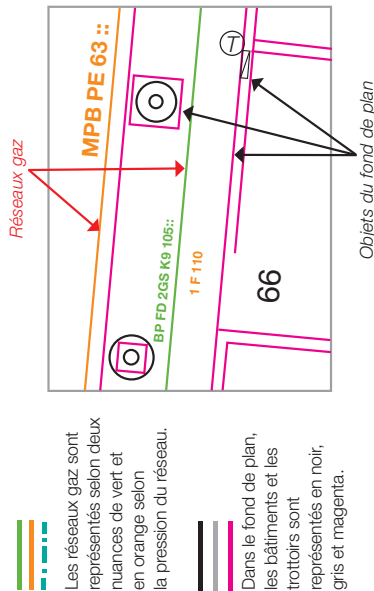 Réseaux gaz
MPB PE 63 ::
T
BP FD 2GS K9 105::
1 F 110
66
Objets du fond de plan
Les réseaux gaz sont
représentés selon deux
nuances de vert et
en orange selon
la pression du réseau.
Dans le fond de plan,
les bâtiments et les
trottoirs sont
représentés en noir,
gris et magenta.